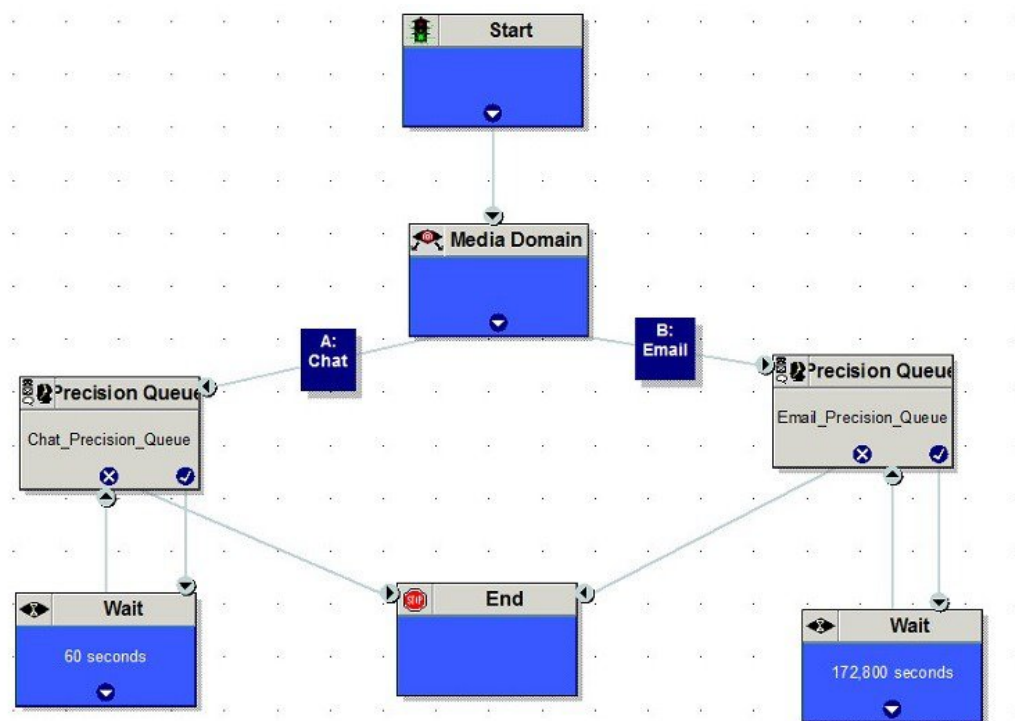 Start
Media Domain
A:
Chat
B:
Email
Precision Queue
Chat_Precision_Queue
Precision Queue
Email_Precision_Queue
Wait
60 seconds
STOP
End
Wait
172,800 seconds